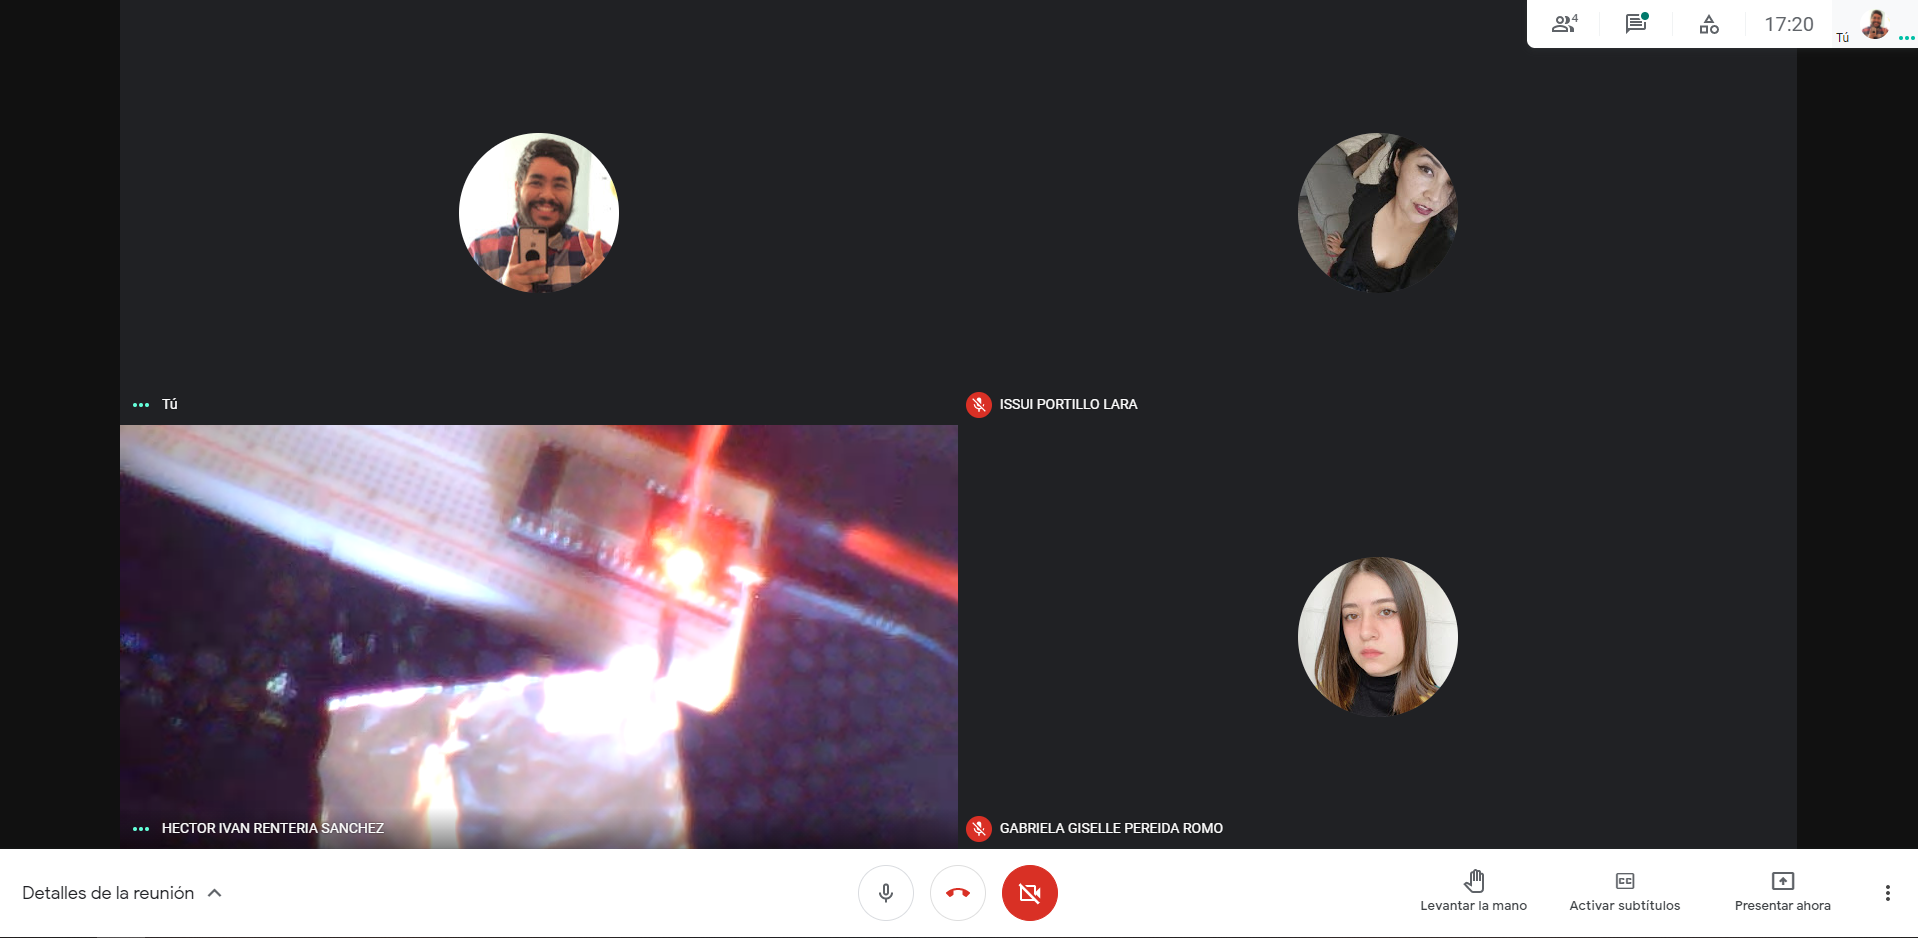 4
17:20
Tú
Tú
ISSUI PORTILLO LARA
HECTOR IVAN RENTERIA SANCHEZ
GABRIELA GISELLE PEREIDA ROMO
Detalles de la reunión
Levantar la mano
CC
Activar subtítulos
Presentar ahora